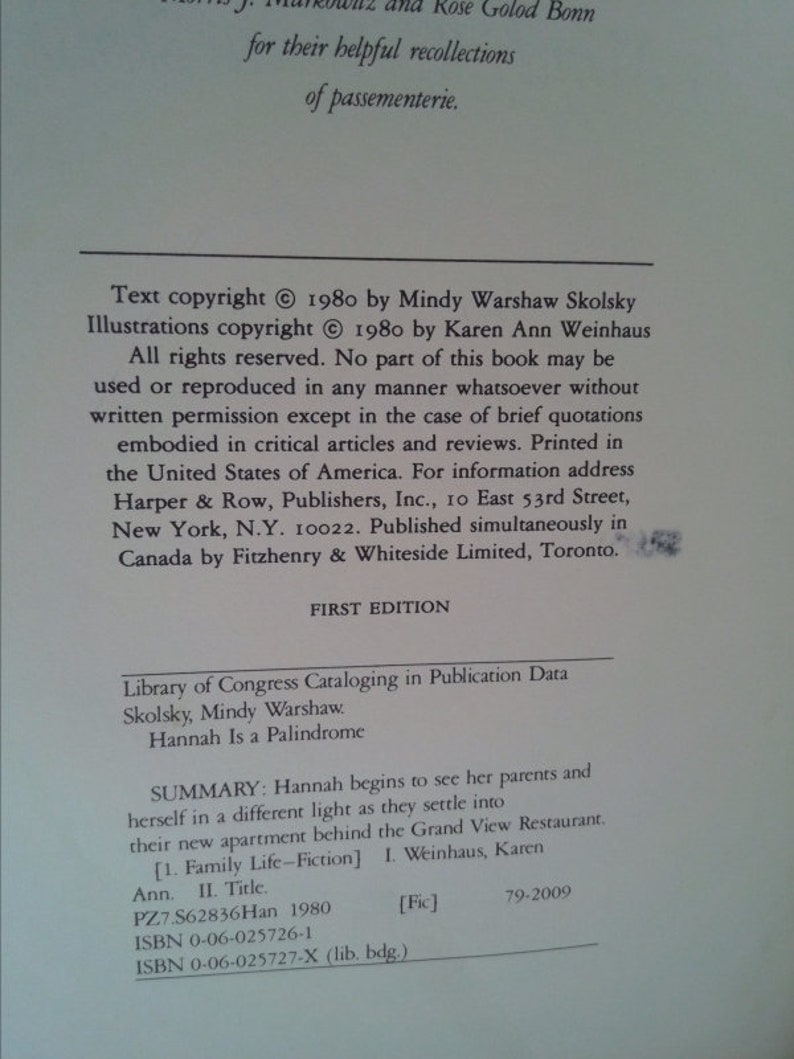 Morris J. Markowitz and Rose Golod Bonn
for their helpful recollections
of passementerie.
Text copyright © 1980 by Mindy Warshaw Skolsky
Illustrations copyright © 1980 by Karen Ann Weinhaus
All rights reserved. No part of this book may be
used or reproduced in any manner whatsoever without
written permission except in the case of brief quotations
embodied in critical articles and reviews. Printed in
the United States of America. For information address
Harper & Row, Publishers, Inc., 10 East 53rd Street,
New York, N.Y. 10022. Published simultaneously in
Canada by Fitzhenry & Whiteside Limited, Toronto.
FIRST EDITION
Library of Congress Cataloging in Publication Data
Skolsky, Mindy Warshaw.
Hannah Is a Palindrome
SUMMARY: Hannah begins to see her parents and
herself in a different light as they settle into
their new apartment behind the Grand View Restaurant.
[1. Family Life–Fiction] I. Weinhaus, Karen
Ann. II. Title.
PZ7.S62836Han 1980 [Fic] 79-2009
ISBN 0-06-025726-1
ISBN 0-06-025727-X (lib. bdg.)